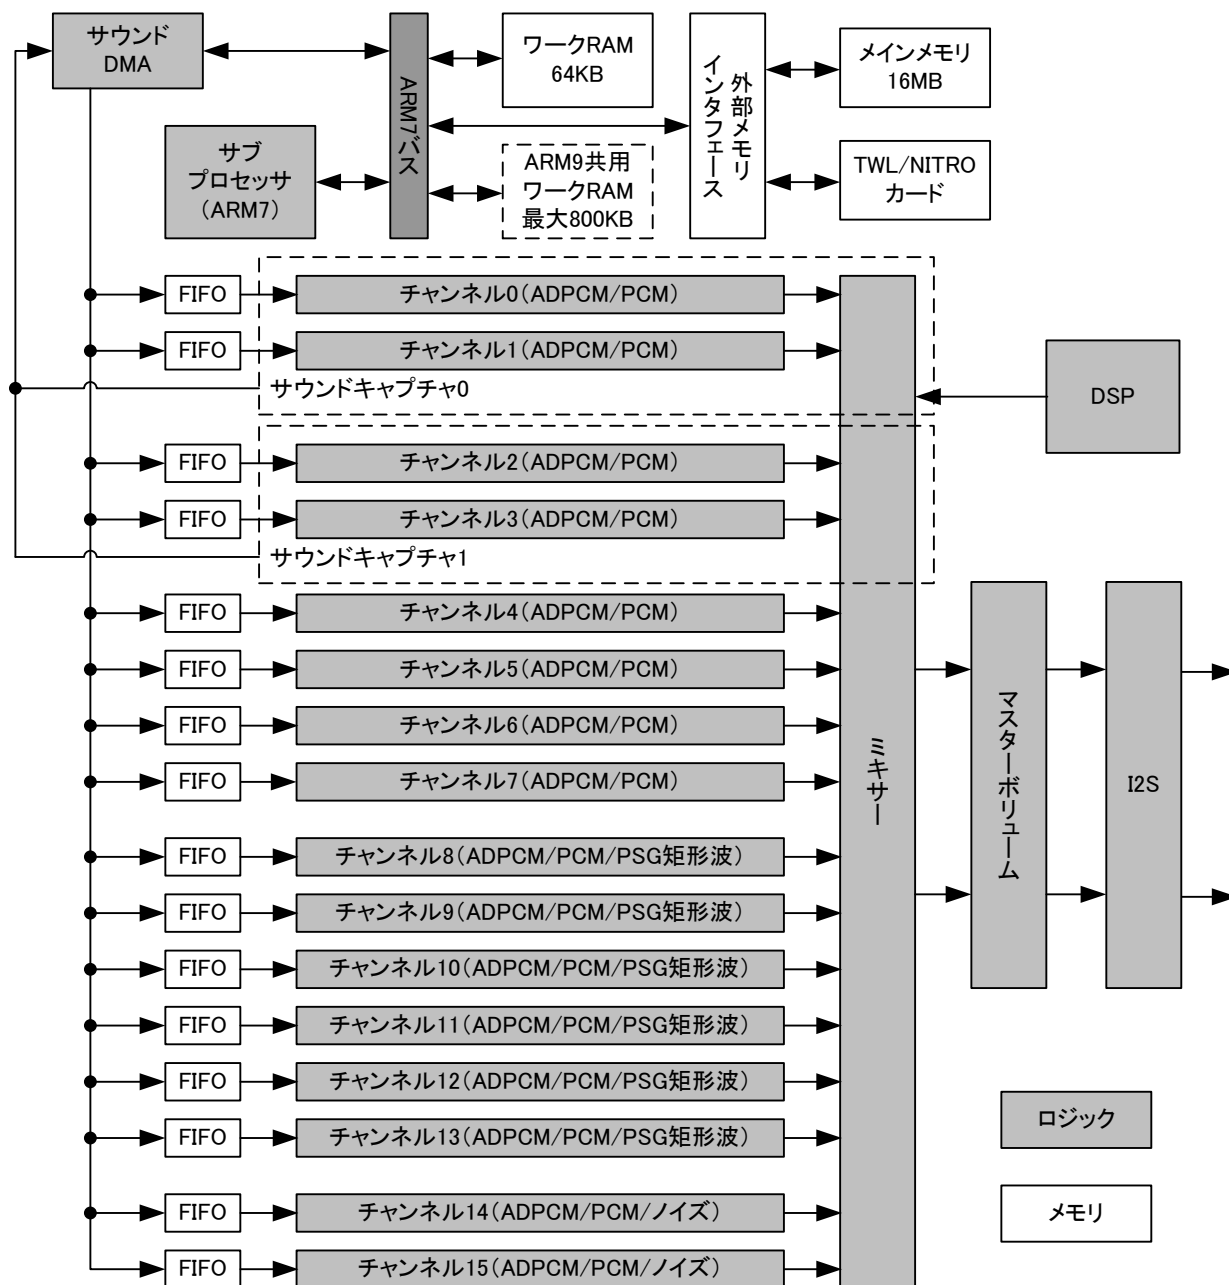 サウンド
DMA
ARM7バス
ワークRAM
64KB
外部メモリ
インタフェース
メインメモリ
16MB
サブ
プロセッサ
(ARM7)
ARM9共用
ワークRAM
最大800KB
TWL/NITRO
カード
FIFO
チャンネル0(ADPCM/PCM)
FIFO
チャンネル1(ADPCM/PCM)
サウンドキャプチャ0
DSP
FIFO
チャンネル2(ADPCM/PCM)
FIFO
チャンネル3(ADPCM/PCM)
サウンドキャプチャ1
FIFO
チャンネル4(ADPCM/PCM)
FIFO
チャンネル5(ADPCM/PCM)
FIFO
チャンネル6(ADPCM/PCM)
FIFO
チャンネル7(ADPCM/PCM)
ミキサー
マスターボリューム
I2S
FIFO
チャンネル8(ADPCM/PCM/PSG矩形波)
FIFO
チャンネル9(ADPCM/PCM/PSG矩形波)
FIFO
チャンネル10(ADPCM/PCM/PSG矩形波)
FIFO
チャンネル11(ADPCM/PCM/PSG矩形波)
FIFO
チャンネル12(ADPCM/PCM/PSG矩形波)
FIFO
チャンネル13(ADPCM/PCM/PSG矩形波)
FIFO
チャンネル14(ADPCM/PCM/ノイズ)
FIFO
チャンネル15(ADPCM/PCM/ノイズ)
ロジック
メモリ